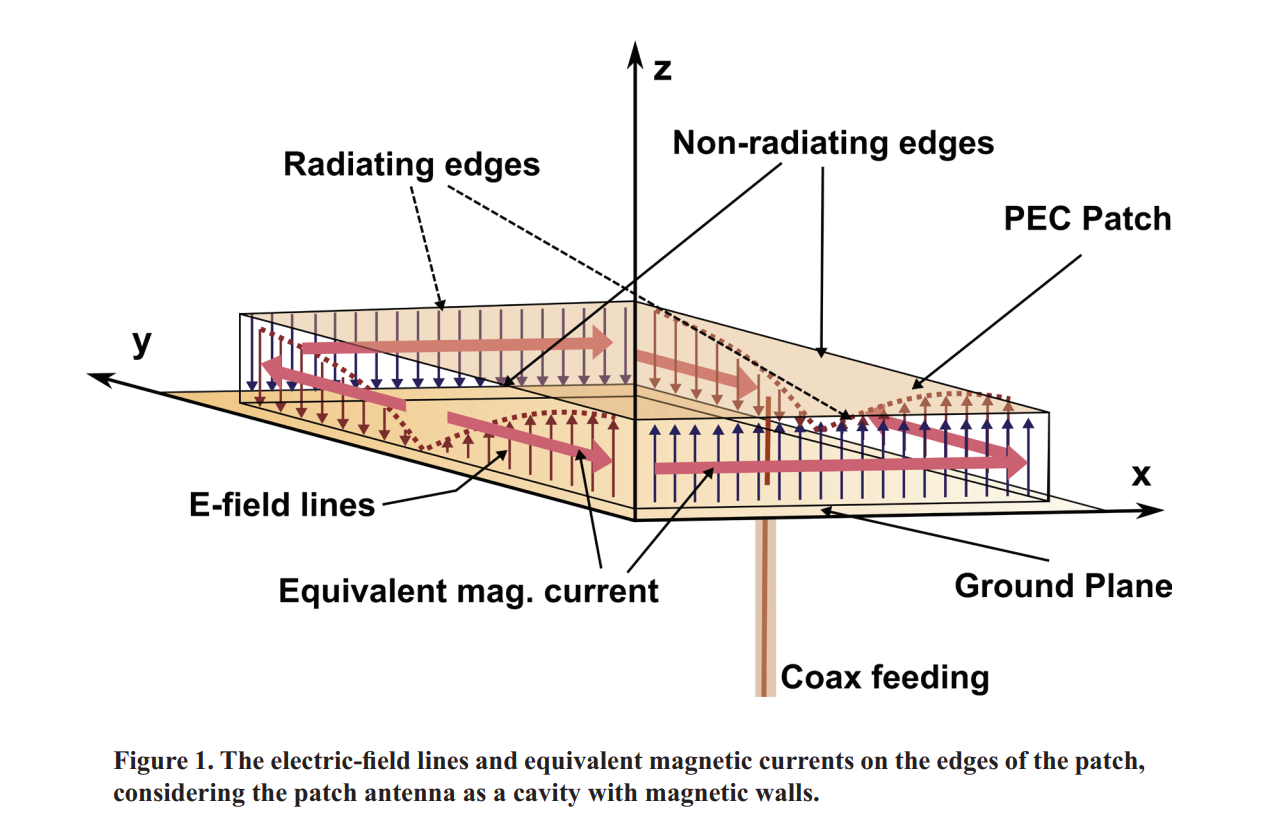 z
Non-radiating edges
Radiating edges
PEC Patch
y
x
E-field lines
Equivalent mag. current
Ground Plane
Coax feeding
Figure 1. The electric-field lines and equivalent magnetic currents on the edges of the patch,
considering the patch antenna as a cavity with magnetic walls.